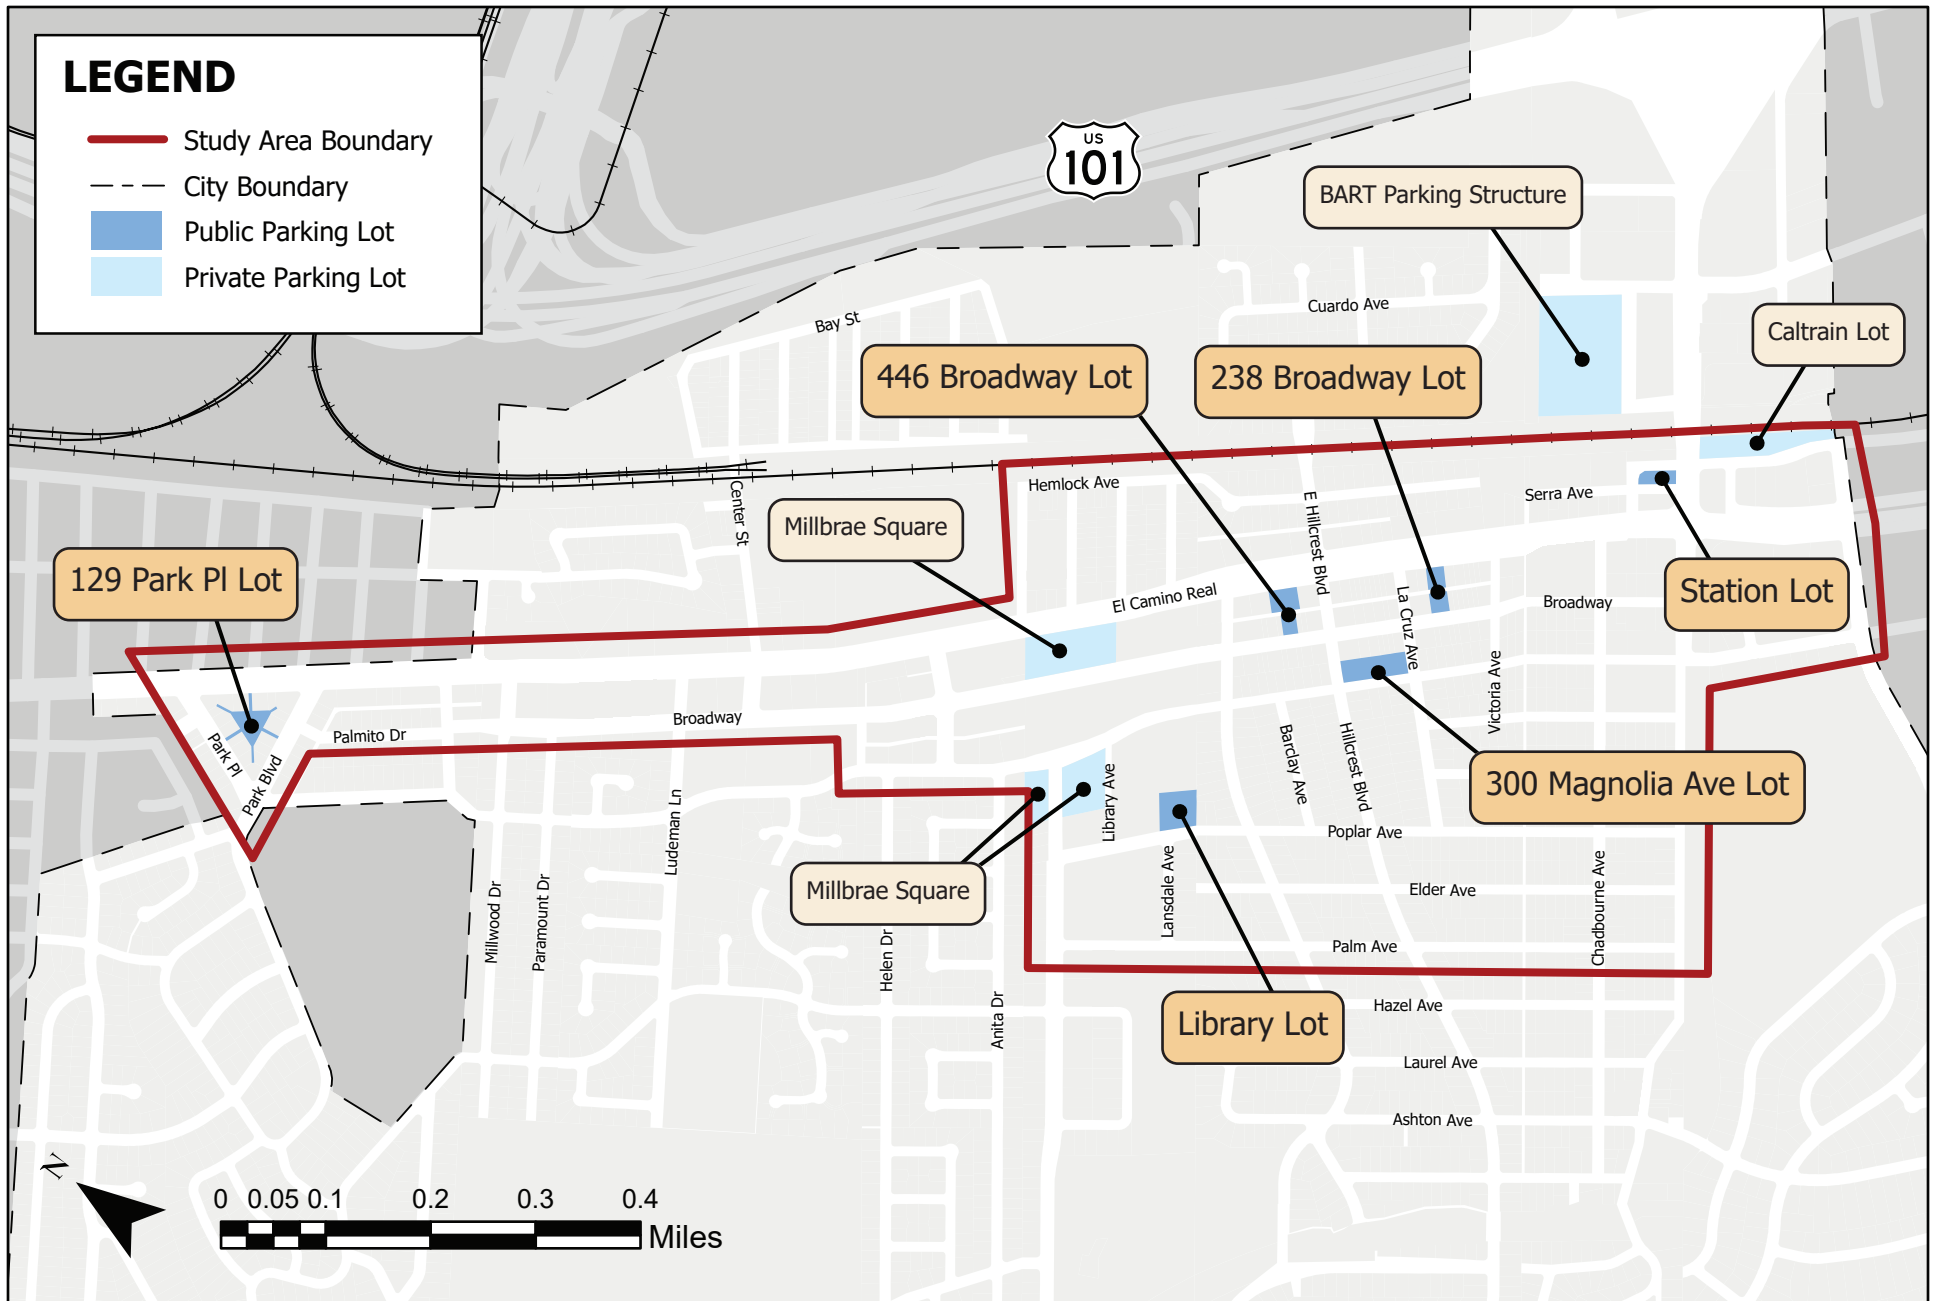 LEGEND
Study Area Boundary
City Boundary
Public Parking Lot
Private Parking Lot
US
101
BART Parking Structure
Cuardo Ave
Bay St
Caltrain Lot
446 Broadway Lot
238 Broadway Lot
Hemlock Ave
Serra Ave
Center St
E Hillcrest Blvd
Millbrae Square
129 Park Pl Lot
El Camino Real
La Cruz Ave
Broadway
Station Lot
Victoria Ave
Park Pl
Park Blvd
Palmito Dr
Broadway
Barclay Ave
Hillcrest Blvd
300 Magnolia Ave Lot
Library Ave
Ludeman Ln
Poplar Ave
Millbrae Square
Lansdale Ave
Elder Ave
Chadbourne Ave
Millwood Dr
Paramount Dr
Helen Dr
Palm Ave
Anita Dr
Library Lot
Hazel Ave
Laurel Ave
Ashton Ave
N
0 0.05 0.1 0.2 0.3 0.4
Miles